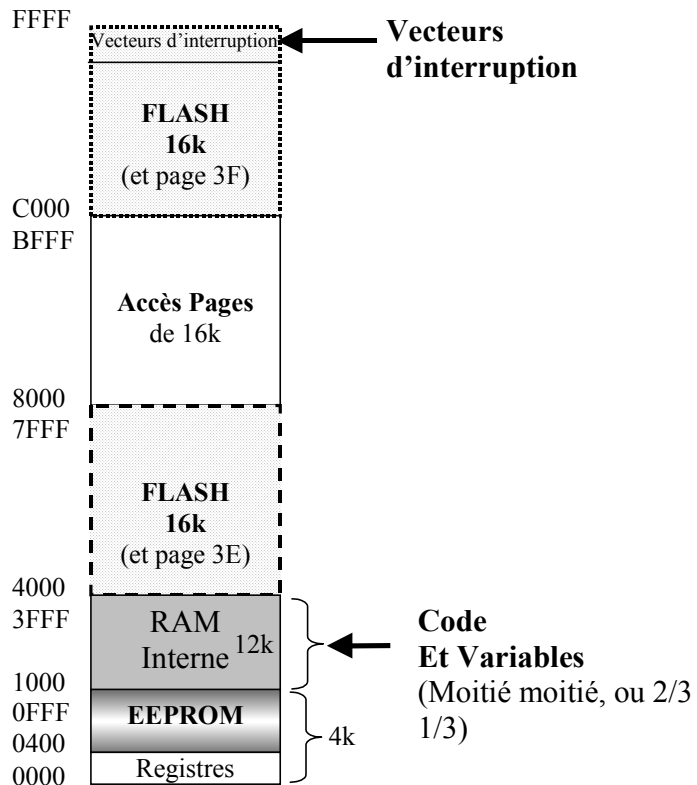 FFFF
Vecteurs d'interruption
Vecteurs
d'interruption
FLASH
16k
(et page 3F)
C000
BFFF
Accès Pages
de 16k
8000
7FFF
FLASH
16k
(et page 3E)
4000
3FFF
RAM
Interne 12k
Code
Et Variables
(Moitié moitié, ou 2/3
1/3)
1000
0FFF
EEPROM
4k
0400
Registres
0000